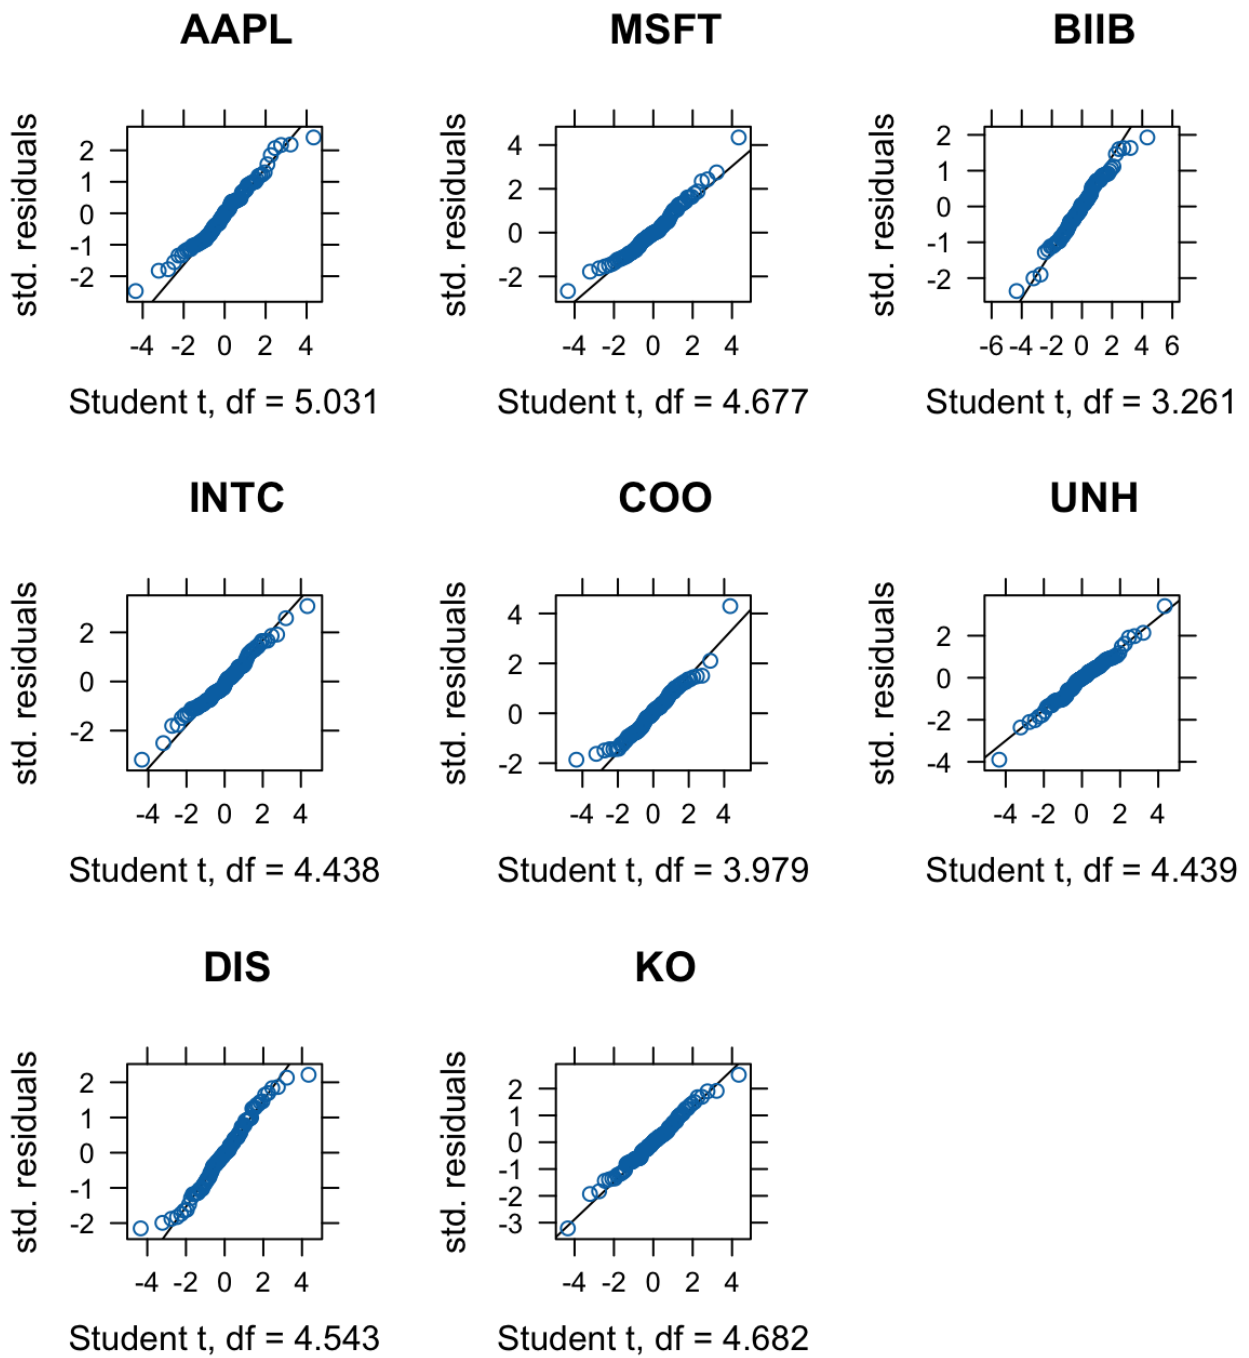 AAPL
MSFT
BIIB
std. residuals
2
1
0
-1
-2
-4 -2 0 2 4
Student t, df = 5.031
std. residuals
4
2
0
-2
-4 -2 0 2 4
Student t, df = 4.677
std. residuals
2
1
0
-1
-2
-6 -4 -2 0 2 4 6
Student t, df = 3.261
INTC
COO
UNH
std. residuals
2
0
-2
-4 -2 0 2 4
Student t, df = 4.438
std. residuals
4
2
0
-2
-4 -2 0 2 4
Student t, df = 3.979
std. residuals
2
0
-2
-4
-4 -2 0 2 4
Student t, df = 4.439
DIS
KO
std. residuals
2
1
0
-1
-2
-4 -2 0 2 4
Student t, df = 4.543
std. residuals
2
1
0
-1
-2
-3
-4 -2 0 2 4
Student t, df = 4.682